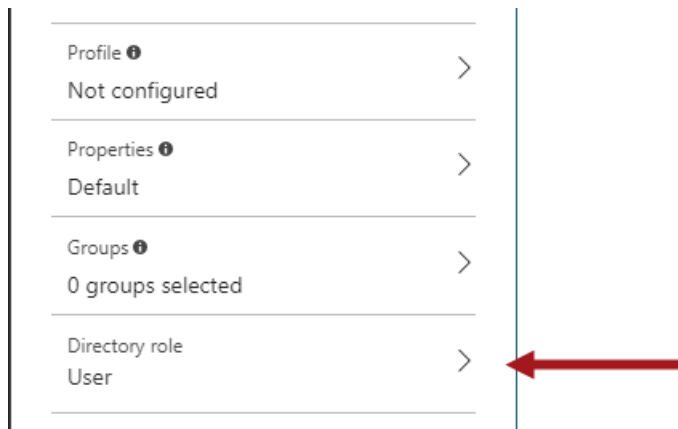 Profile
Not configured
Properties
Default
Groups
0 groups selected
Directory role
User